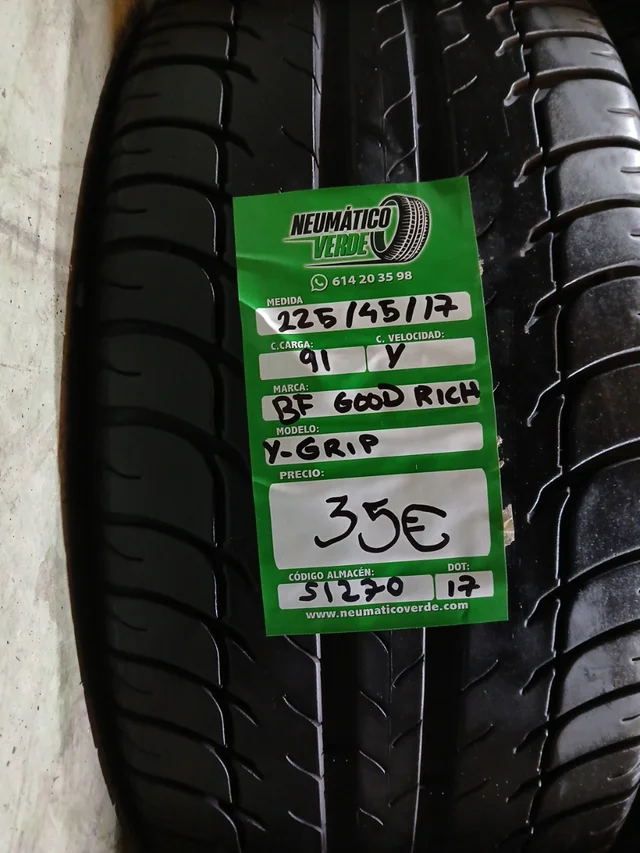 NEUMÁTICO
VERDE
614 20 35 98
MEDIDA
225/45/17
C.CARGA: C. VELOCIDAD:
91 Y
MARCA:
BF GOOD RICH
MODELO:
Y-GRIP
PRECIO:
35€
CÓDIGO ALMACÉN: DOT:
51270 17
www.neumaticoverde.com